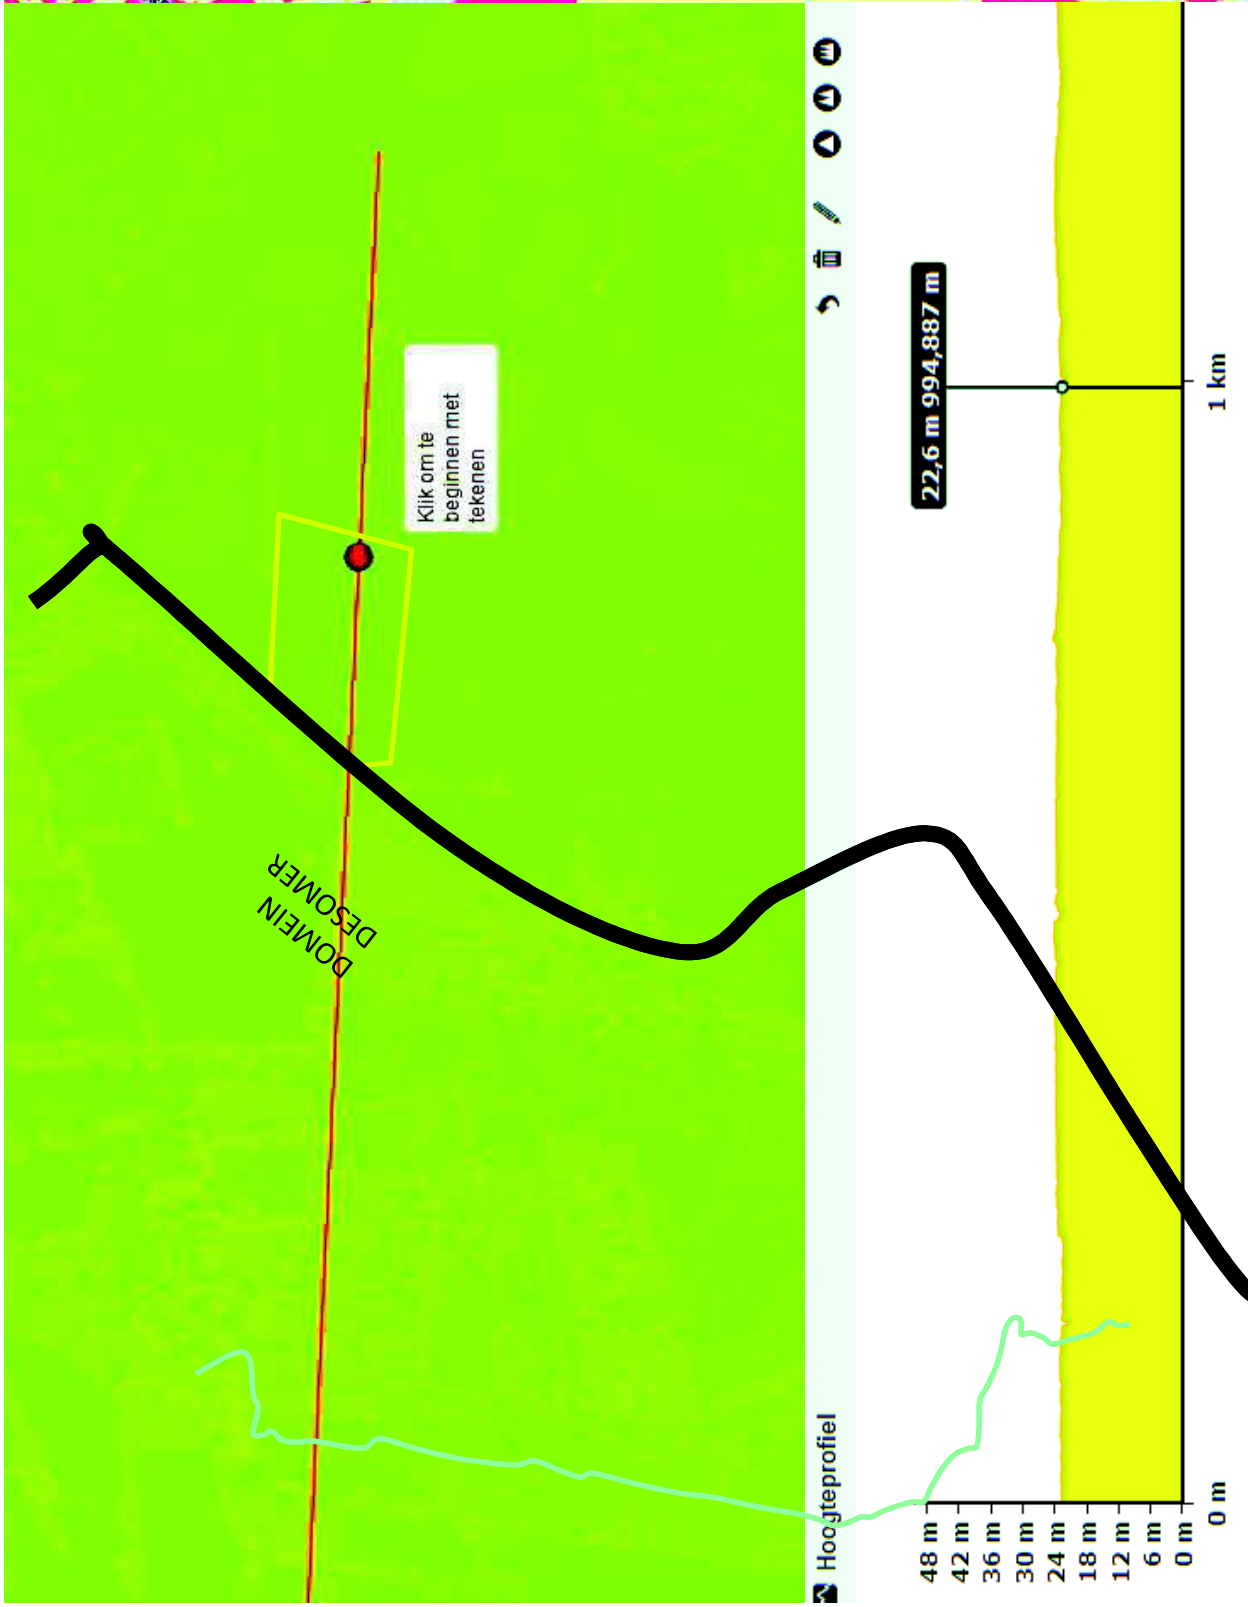 Klik om te
beginnen met
tekenen
DOMEIN
DESOMER
Hoogteprofiel
22,6 m 994,887 m
48 m
42 m
36 m
30 m
24 m
18 m
12 m
6 m
0 m
0 m
1 km